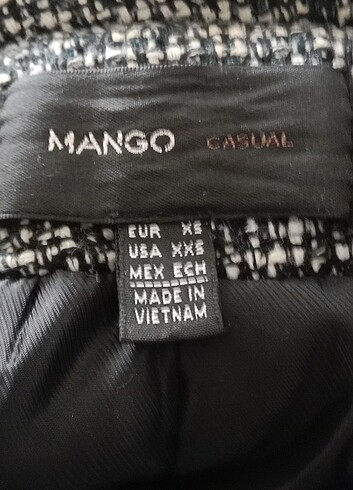 MANGO CASUAL
EUR XS
USA XXS
MEX ECH
MADE IN
VIETNAM